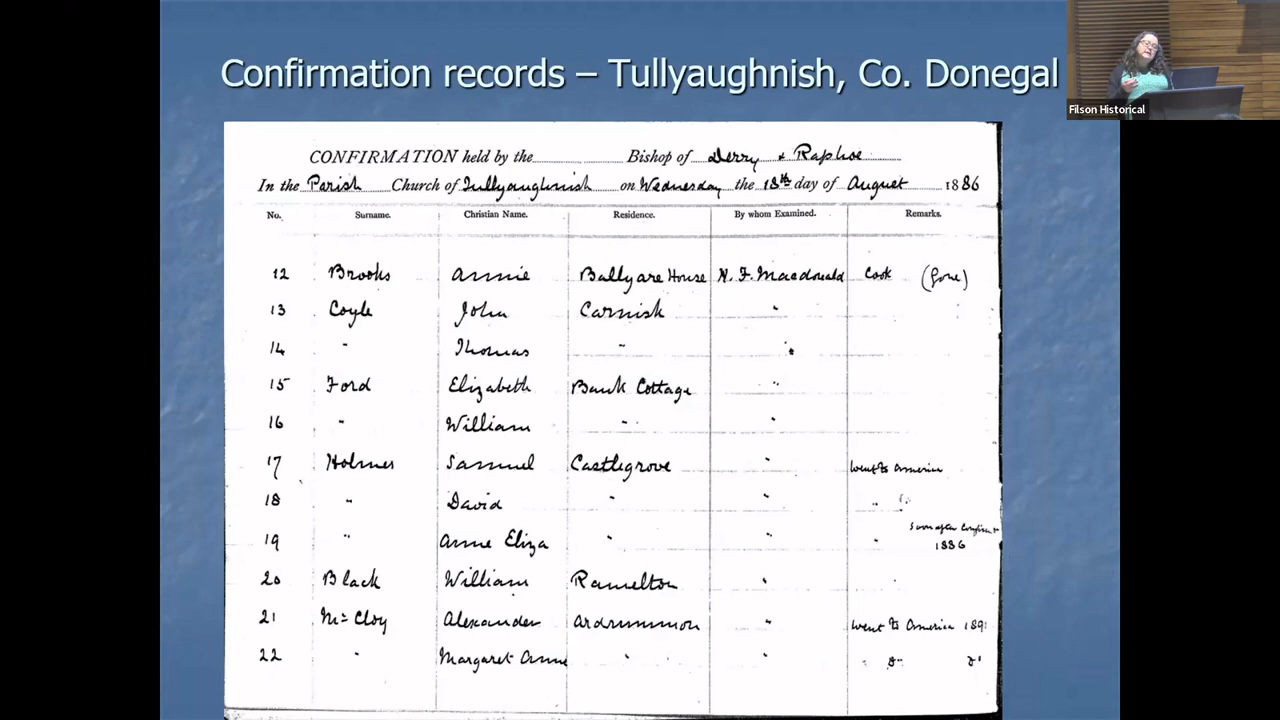 Confirmation records – Tullyaughnish, Co. Donegal
Filson Historical
CONFIRMATION held by the Bishop of Derry & Raphoe
In the Parish Church of Tullyaughnish on Wednesday the 18th day of August 1886
No. Surname. Christian Name. Residence. By whom Examined. Remarks.
12 Brooks Annie Ballyare House N. F. Macdonald Cook (Gone)
13 Coyle John Carnisk "
14 " Thomas " "
15 Ford Elizabeth Bank Cottage "
16 " William " "
17 Holmes Samuel Castlegrove " went to America
18 " David " " "
19 " Anne Eliza " " " soon after 1886
20 Black William Ramelton "
21 McCloy Alexander Ardrummon " went to America 189
22 " Margaret Anne " "